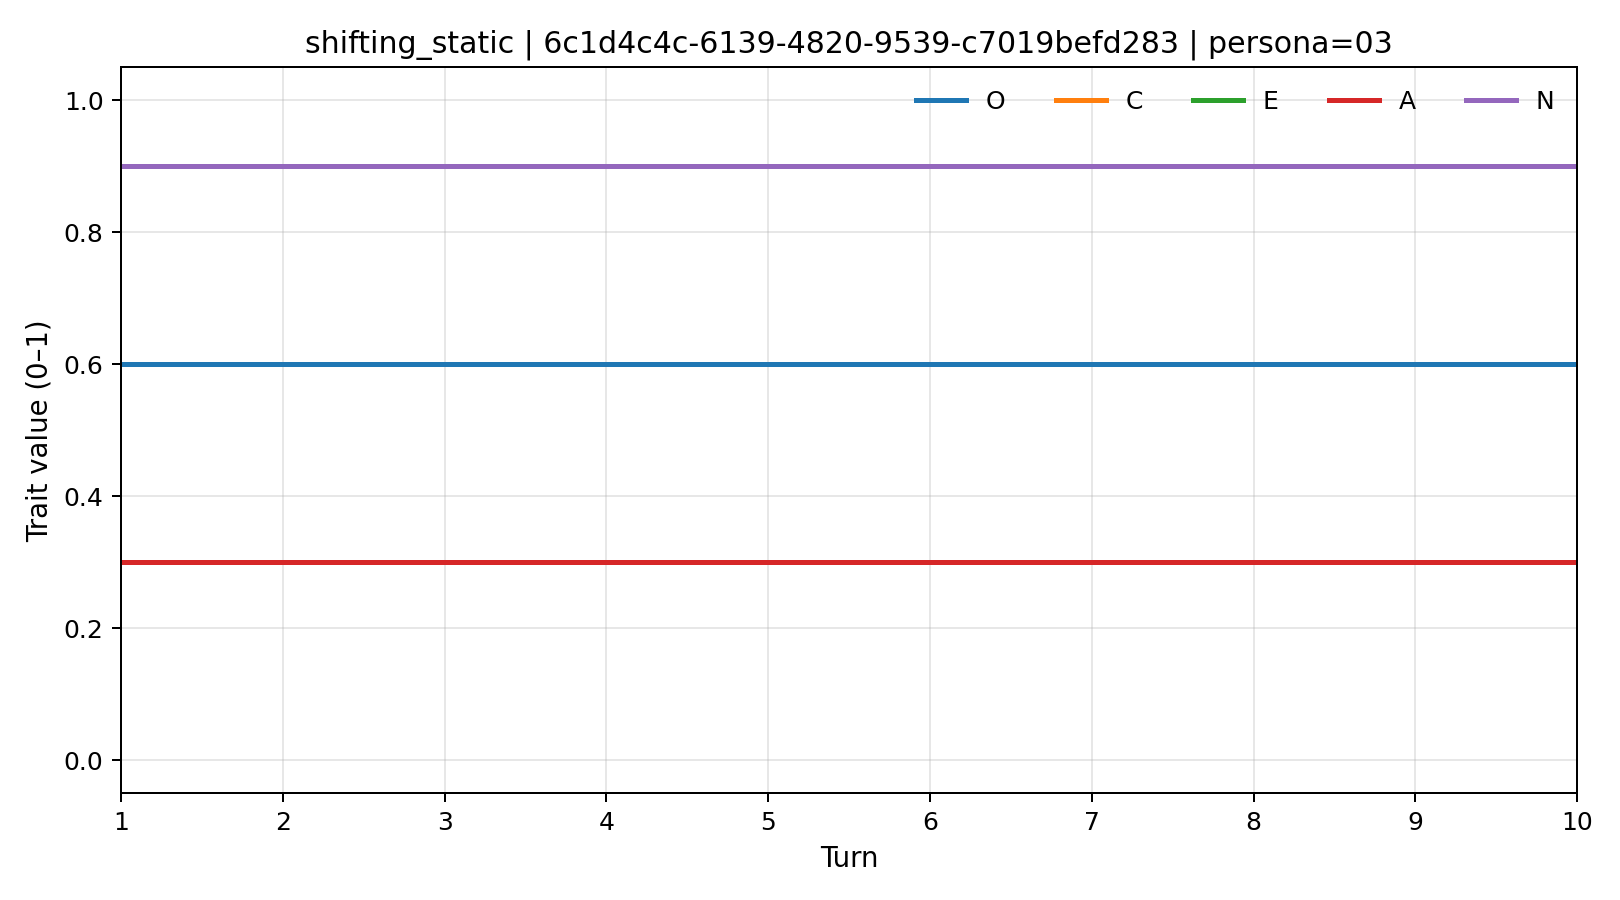 shifting_static | 6c1d4c4c-6139-4820-9539-c7019befd283 | persona=03
O C E A N
1.0
0.8
0.6
0.4
0.2
0.0
Trait value (0–1)
1 2 3 4 5 6 7 8 9 10
Turn